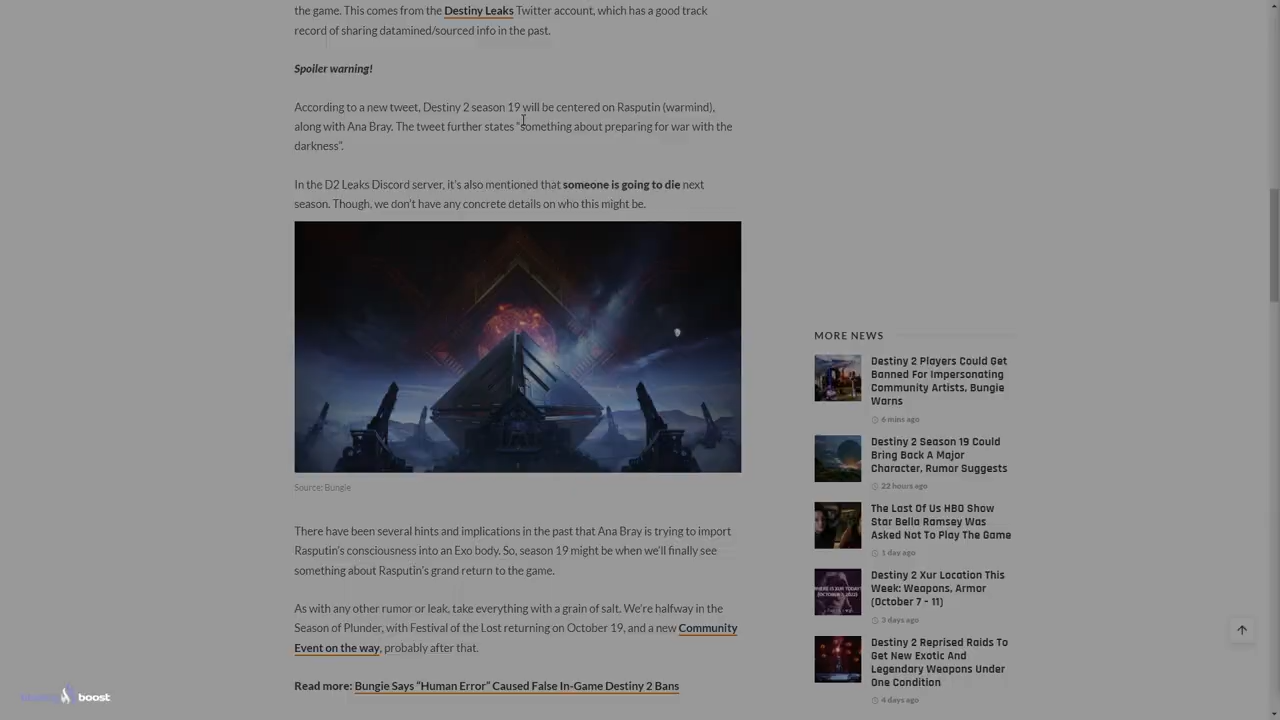 the game. This comes from the Destiny Leaks Twitter account, which has a good track
record of sharing datamined/sourced info in the past.
Spoiler warning!
According to a new tweet, Destiny 2 season 19 will be centered on Rasputin (warmind),
along with Ana Bray. The tweet further states “something about preparing for war with the
darkness”.
In the D2 Leaks Discord server, it’s also mentioned that someone is going to die next
season. Though, we don’t have any concrete details on who this might be.
Source: Bungie
There have been several hints and implications in the past that Ana Bray is trying to import
Rasputin’s consciousness into an Exo body. So, season 19 might be when we’ll finally see
something about Rasputin’s grand return to the game.
As with any other rumor or leak, take everything with a grain of salt. We’re halfway in the
Season of Plunder, with Festival of the Lost returning on October 19, and a new Community
Event on the way, probably after that.
Read more: Bungie Says “Human Error” Caused False In-Game Destiny 2 Bans
MORE NEWS
Destiny 2 Players Could Get
Banned For Impersonating
Community Artists, Bungie
Warns
6 mins ago
Destiny 2 Season 19 Could
Bring Back A Major
Character, Rumor Suggests
22 hours ago
The Last Of Us HBO Show
Star Bella Ramsey Was
Asked Not To Play The Game
1 day ago
Destiny 2 Xur Location This
Week: Weapons, Armor
(October 7 - 11)
3 days ago
Destiny 2 Reprised Raids To
Get New Exotic And
Legendary Weapons Under
One Condition
4 days ago
boost